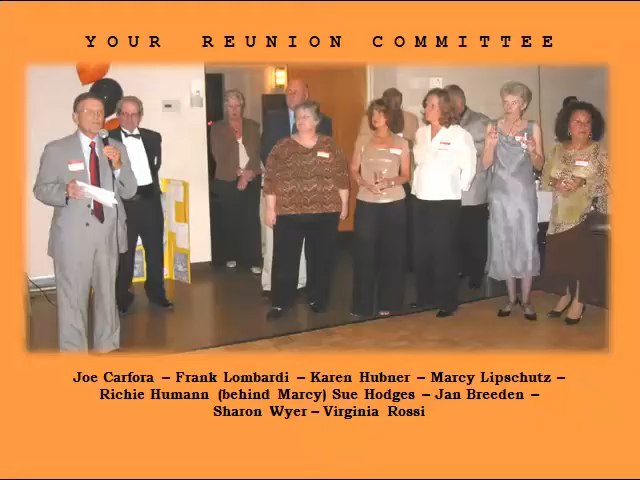 YOUR REUNION COMMITTEE
Joe Carfora – Frank Lombardi – Karen Hubner – Marcy Lipschutz –
Richie Humann (behind Marcy) Sue Hodges – Jan Breeden –
Sharon Wyer – Virginia Rossi